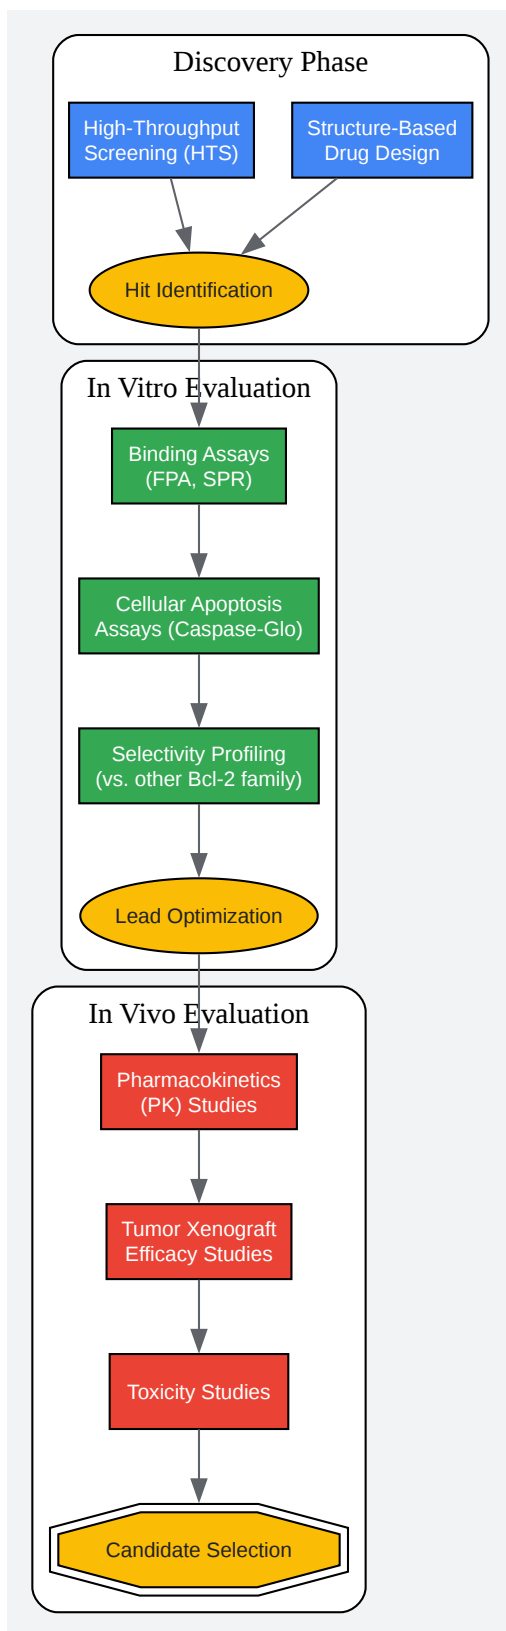 Discovery Phase
High-Throughput
Screening (HTS)
Structure-Based
Drug Design
Hit Identification
In Vitro Evaluation
Binding Assays
(FPA, SPR)
Cellular Apoptosis
Assays (Caspase-Glo)
Selectivity Profiling
(vs. other Bcl-2 family)
Lead Optimization
In Vivo Evaluation
Pharmacokinetics
(PK) Studies
Tumor Xenograft
Efficacy Studies
Toxicity Studies
Candidate Selection